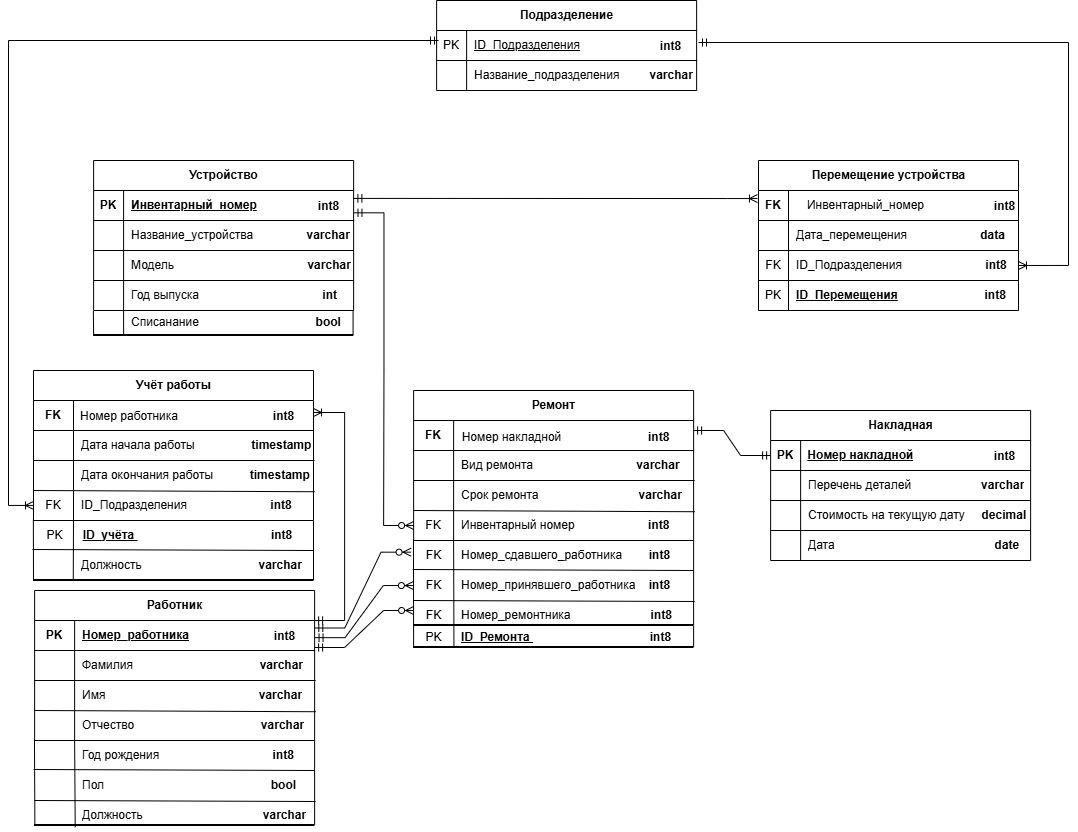 Подразделение
PK ID_Подразделения int8
Название_подразделения varchar
Устройство
PK Инвентарный_номер int8
Название_устройства varchar
Модель varchar
Год выпуска int
Списанание bool
Перемещение устройства
FK Инвентарный_номер int8
Дата_перемещения data
FK ID_Подразделения int8
PK ID_Перемещения int8
Учёт работы
FK Номер работника int8
Дата начала работы timestamp
Дата окончания работы timestamp
FK ID_Подразделения int8
PK ID_учёта int8
Должность varchar
Ремонт
FK Номер накладной int8
Вид ремонта varchar
Срок ремонта varchar
FK Инвентарный номер int8
FK Номер_сдавшего_работника int8
FK Номер_принявшего_работника int8
FK Номер_ремонтника int8
PK ID_Ремонта int8
Накладная
PK Номер накладной int8
Перечень деталей varchar
Стоимость на текущую дату decimal
Дата date
Работник
PK Номер_работника int8
Фамилия varchar
Имя varchar
Отчество varchar
Год рождения int8
Пол bool
Должность varchar